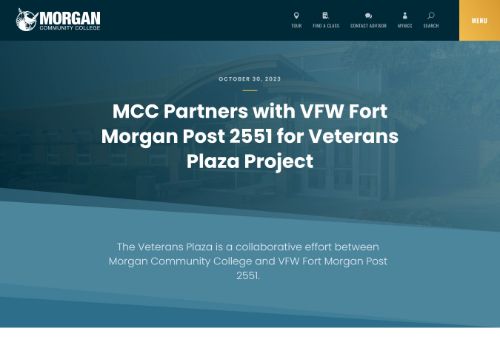 MORGAN
COMMUNITY COLLEGE
TOUR
FIND A CLASS
CONTACT ADVISOR
MYMCC
SEARCH
MENU
OCTOBER 30, 2023
MCC Partners with VFW Fort
Morgan Post 2551 for Veterans
Plaza Project
The Veterans Plaza is a collaborative effort between
Morgan Community College and VFW Fort Morgan Post
2551.